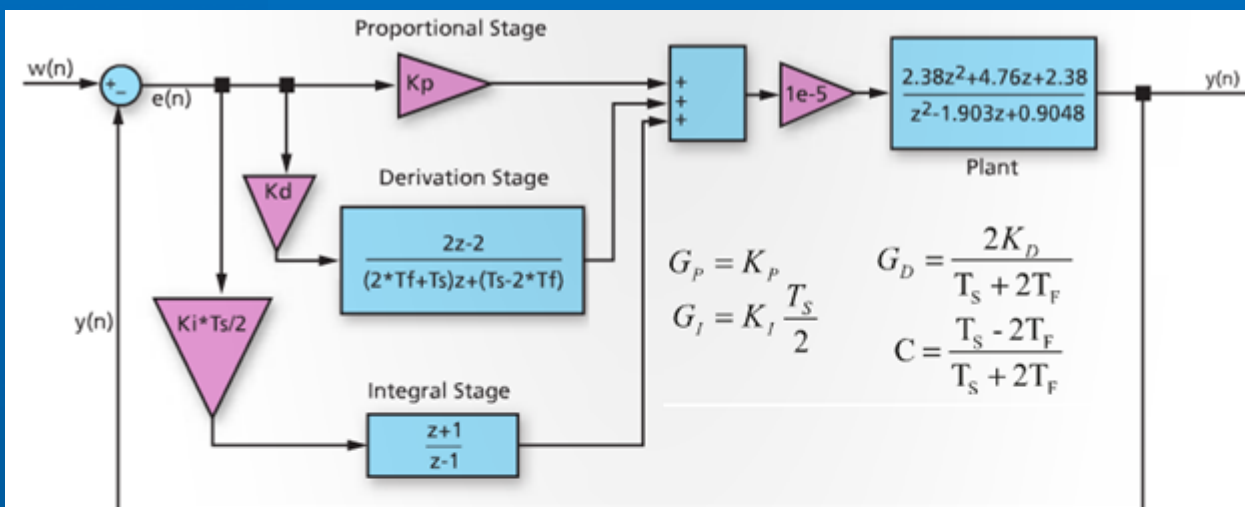 Proportional Stage
w(n)
+
−
e(n)
Kp
+
+
+
1e-5
2.38z²+4.76z+2.38
z²-1.903z+0.9048
y(n)
Plant
Kd
Derivation Stage
2z-2
(2*Tf+Ts)z+(Ts-2*Tf)
G_P = K_P
G_I = K_I T_S / 2
G_D = 2K_D / T_S + 2T_F
C = T_S - 2T_F / T_S + 2T_F
y(n)
Ki*Ts/2
Integral Stage
z+1
z-1